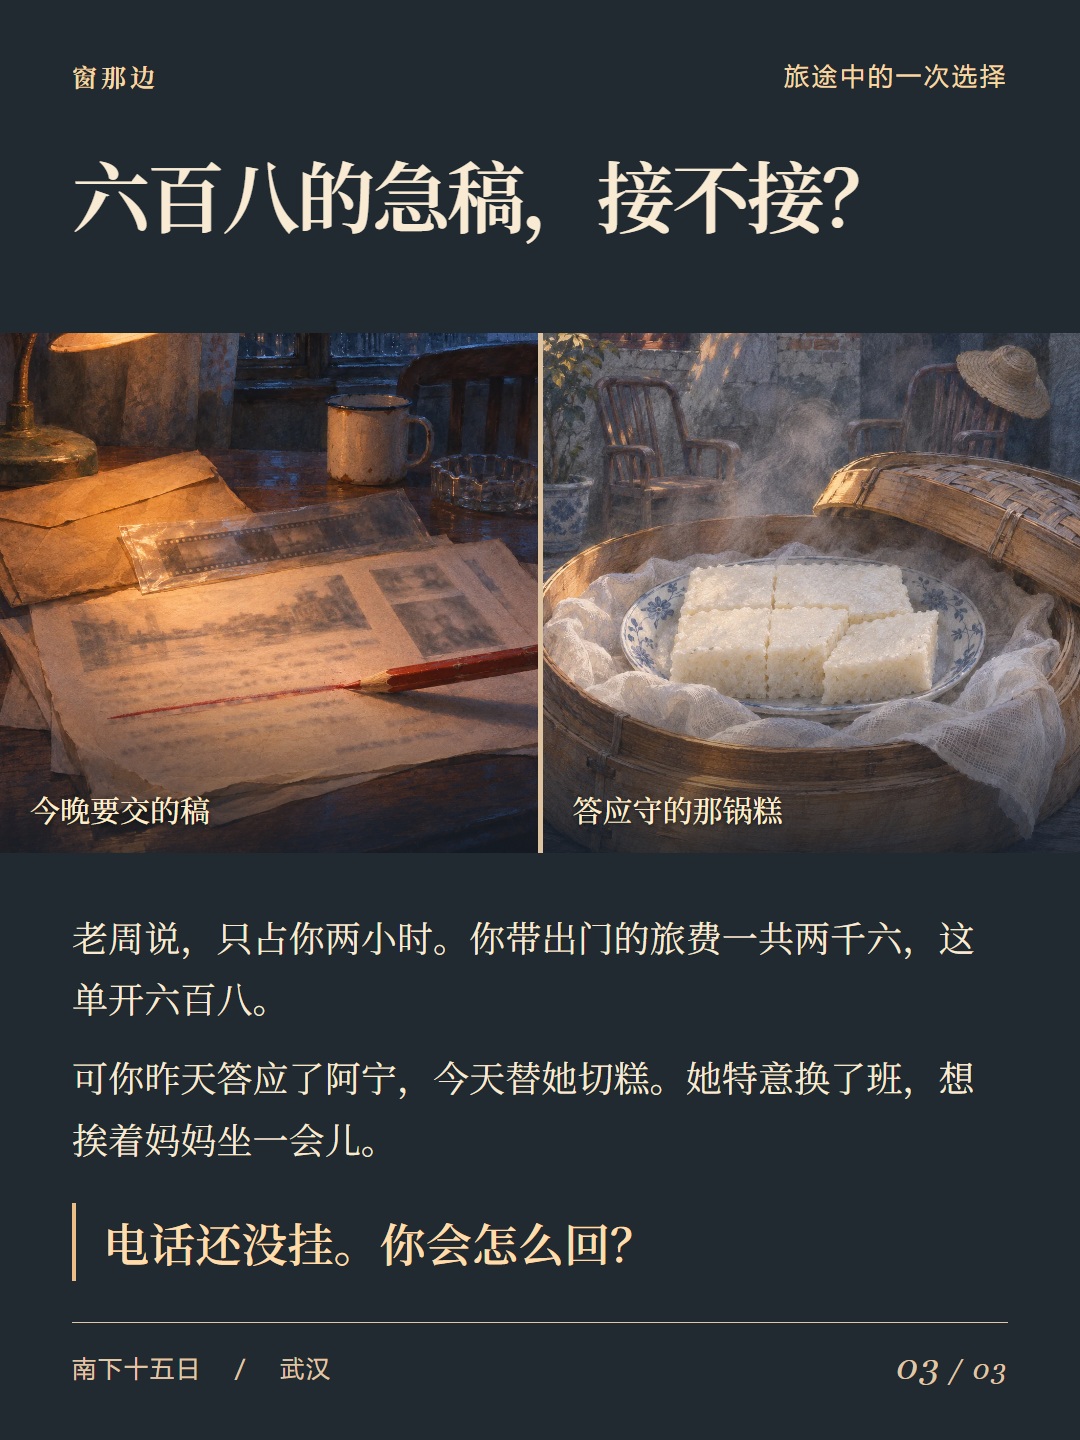 窗那边
旅途中的一次选择
六百八的急稿，接不接？
今晚要交的稿
答应守的那锅糕
老周说，只占你两小时。你带出门的旅费一共两千六，这
单开六百八。
可你昨天答应了阿宁，今天替她切糕。她特意换了班，想
挨着妈妈坐一会儿。
电话还没挂。你会怎么回？
南下十五日 / 武汉
03 / 03